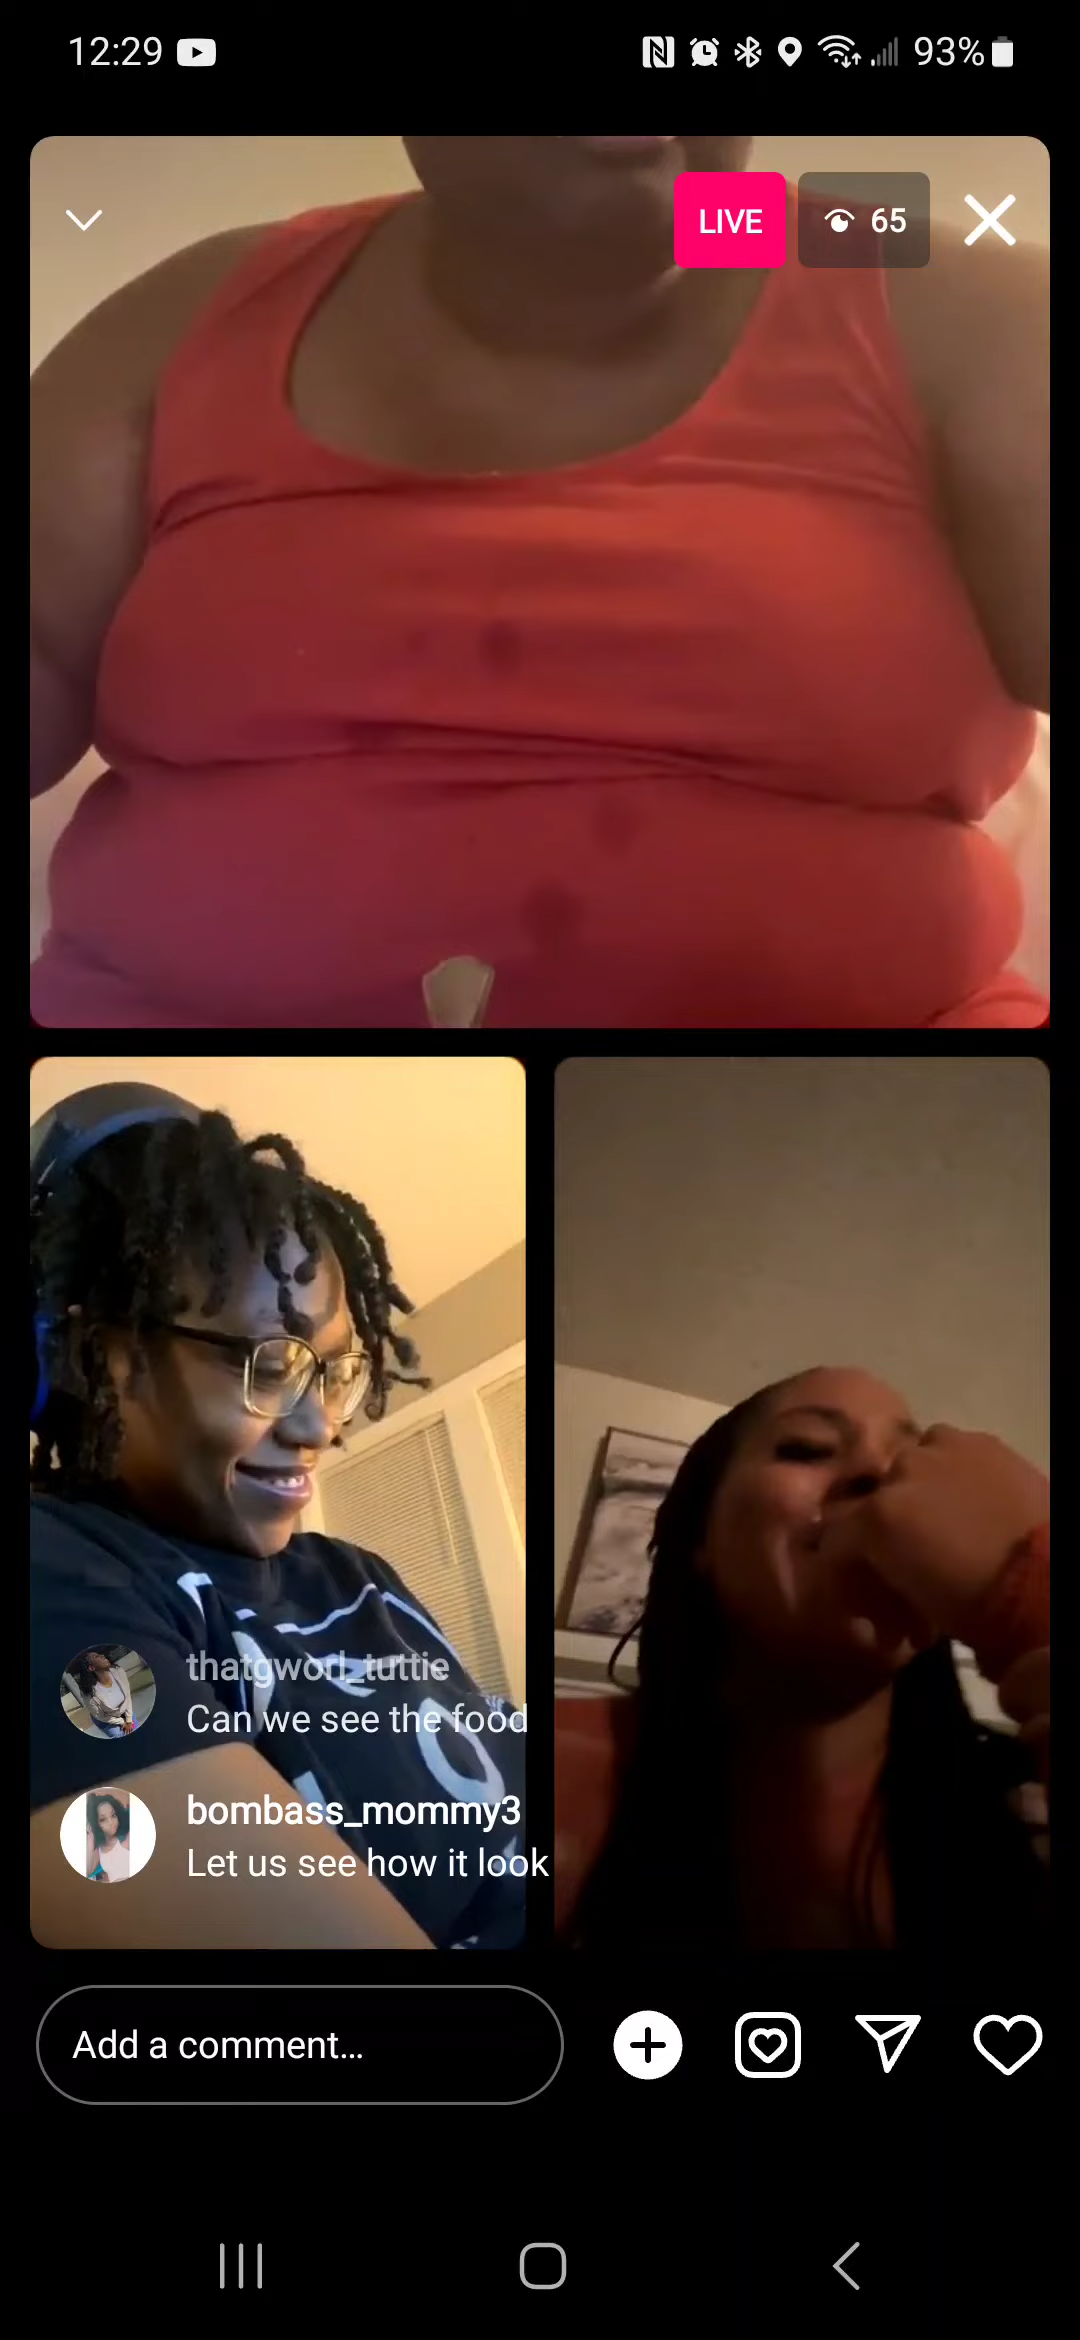 12:29
93%
LIVE
65
thatgworl_tuttie
Can we see the food
bombass_mommy3
Let us see how it look
Add a comment...